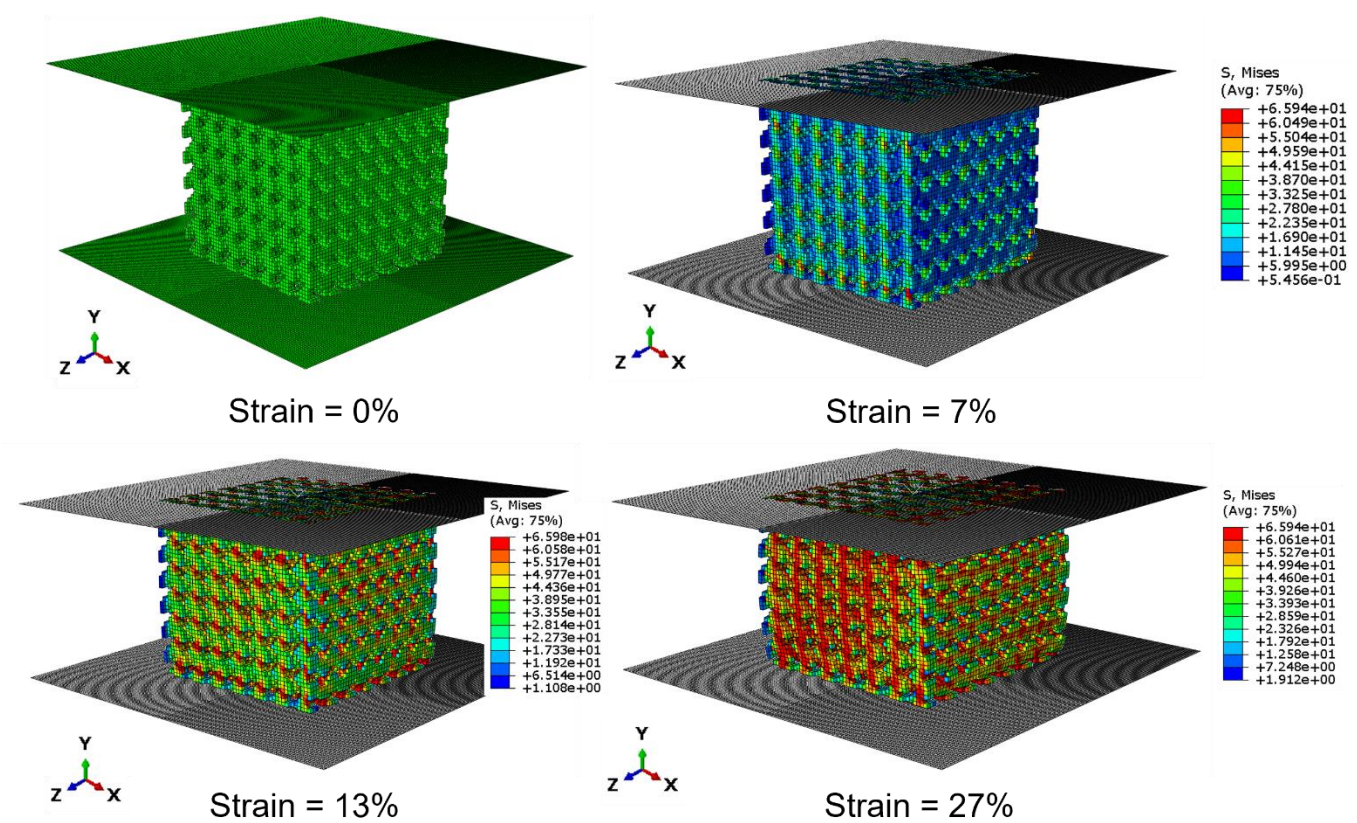 Y
Z
X
Strain = 0%
S, Mises
(Avg: 75%)
+6.594e+01
+6.049e+01
+5.504e+01
+4.959e+01
+4.415e+01
+3.870e+01
+3.325e+01
+2.780e+01
+2.235e+01
+1.690e+01
+1.145e+01
+5.995e+00
+5.456e-01
Y
Z
X
Strain = 7%
S, Mises
(Avg: 75%)
+6.598e+01
+6.058e+01
+5.517e+01
+4.977e+01
+4.436e+01
+3.895e+01
+3.355e+01
+2.814e+01
+2.273e+01
+1.733e+01
+1.192e+01
+6.514e+00
+1.108e+00
Y
Z
X
Strain = 13%
S, Mises
(Avg: 75%)
+6.594e+01
+6.061e+01
+5.527e+01
+4.994e+01
+4.460e+01
+3.926e+01
+3.393e+01
+2.859e+01
+2.326e+01
+1.792e+01
+1.258e+01
+7.248e+00
+1.912e+00
Y
Z
X
Strain = 27%